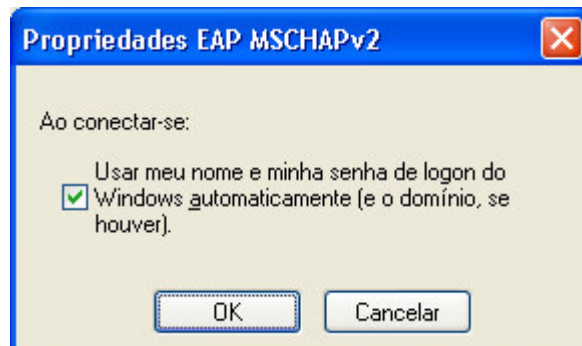 Propriedades EAP MSCHAPv2
Ao conectar-se:
Usar meu nome e minha senha de logon do
Windows automaticamente (e o domínio, se
houver).
OK
Cancelar